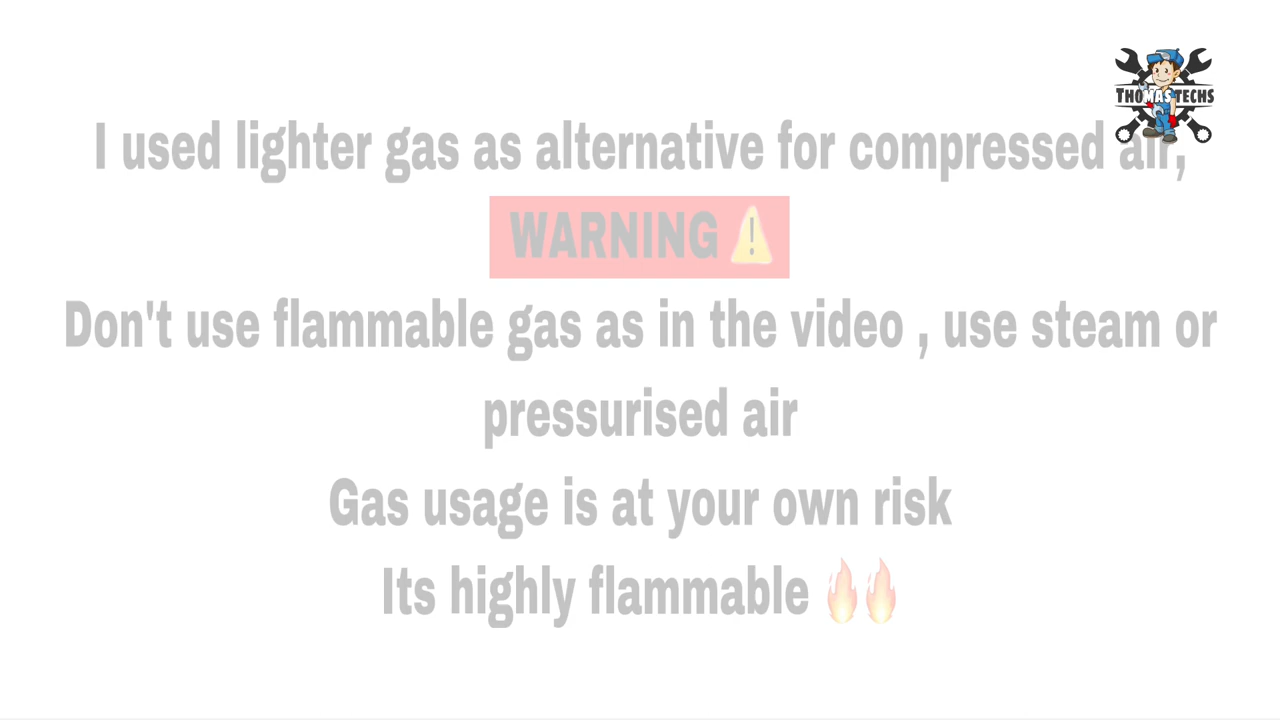 THOMAS TECHS
I used lighter gas as alternative for compressed air,
WARNING ⚠️
Don't use flammable gas as in the video , use steam or
pressurised air
Gas usage is at your own risk
Its highly flammable 🔥🔥